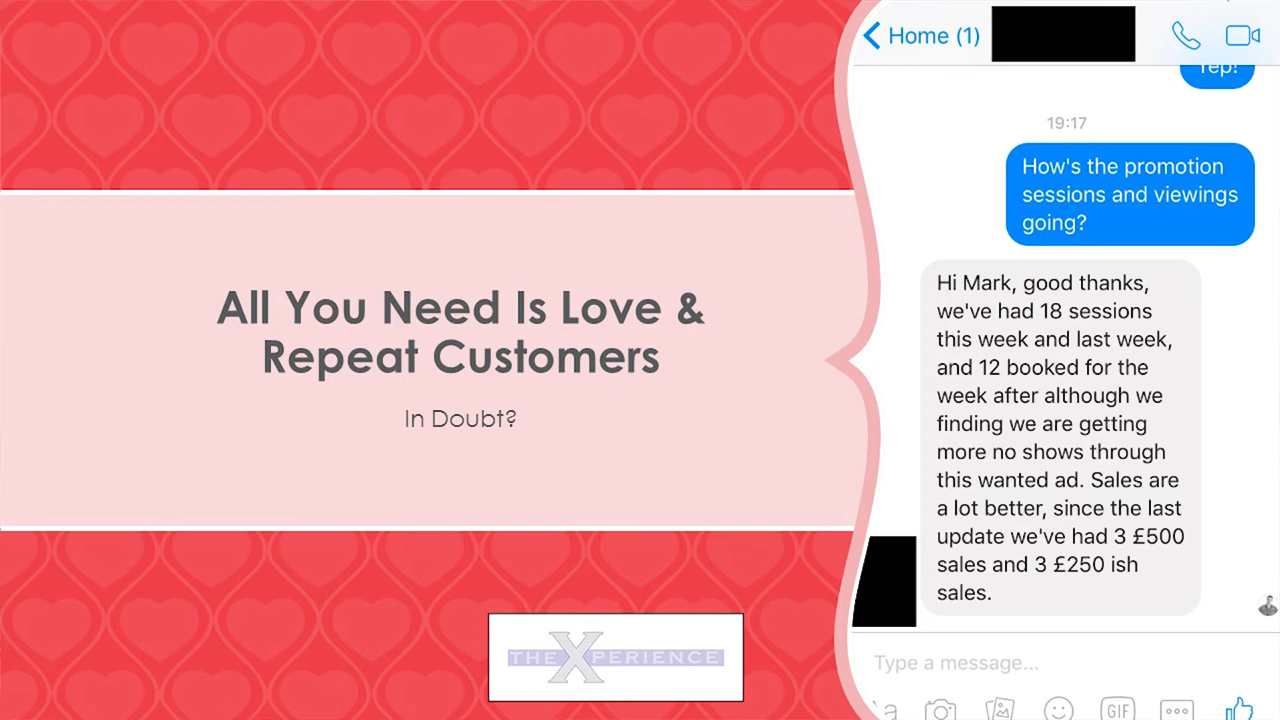 All You Need Is Love &
Repeat Customers
In Doubt?
THE XPERIENCE
Home (1)
Yep!
19:17
How's the promotion
sessions and viewings
going?
Hi Mark, good thanks,
we've had 18 sessions
this week and last week,
and 12 booked for the
week after although we
finding we are getting
more no shows through
this wanted ad. Sales are
a lot better, since the last
update we've had 3 £500
sales and 3 £250 ish
sales.
Type a message...
GIF